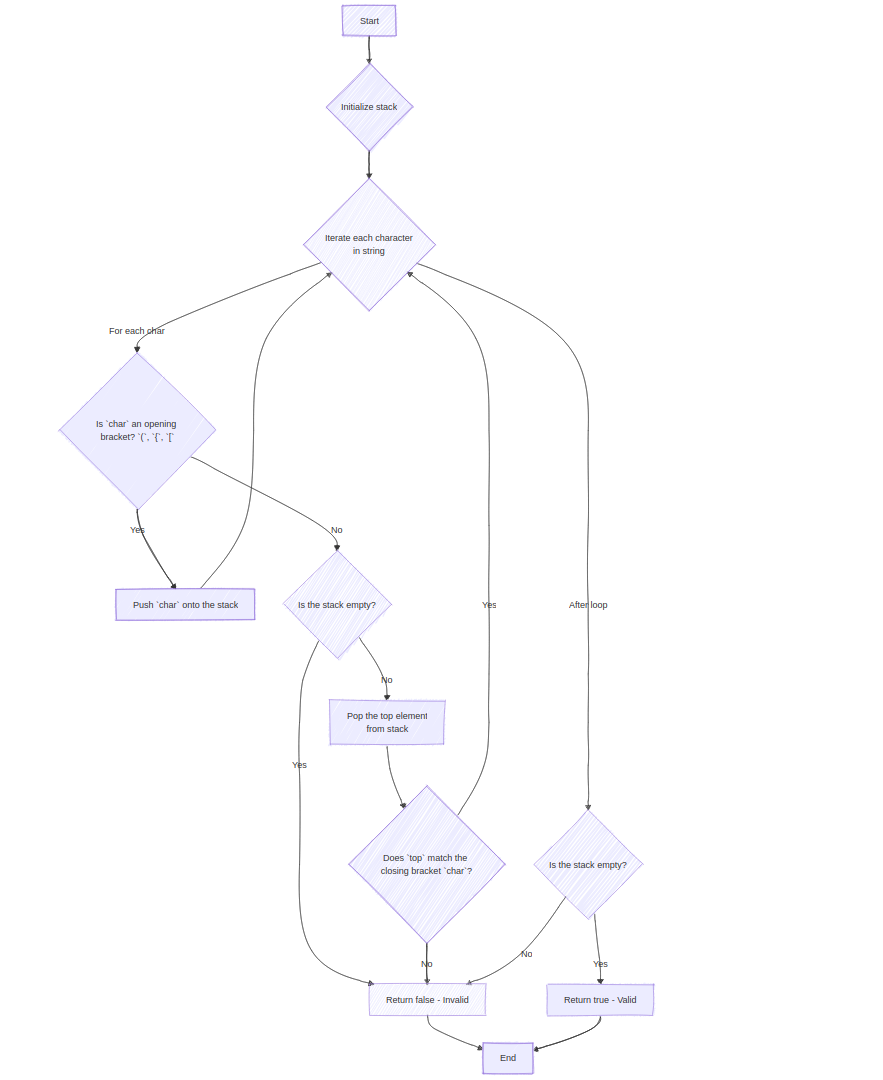 Start
Initialize stack
Iterate each character
in string
For each char
Is `char` an opening
bracket? `(`, `{`, `[`
Yes
No
Push `char` onto the stack
Is the stack empty?
Yes
After loop
No
Pop the top element
from stack
Yes
Does `top` match the
closing bracket `char`?
Is the stack empty?
No
No
Yes
Return false - Invalid
Return true - Valid
End